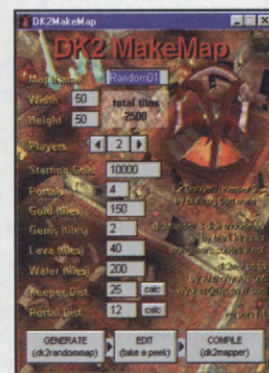 DK2MakeMap
DK2 MakeMap
Map Name Random01
Width 50
total tiles
2500
Height 50
Players 2
Starting Gold 10000
Portals 4
Gold (tiles) 150
Gems (tiles) 2
Lava (tiles) 40
Water (tiles) 200
Keeper Dist. 25 calc
Portal Dist. 12 calc
GENERATE EDIT COMPILE
(dk2randommap) (take a peek) (dk2mapper)